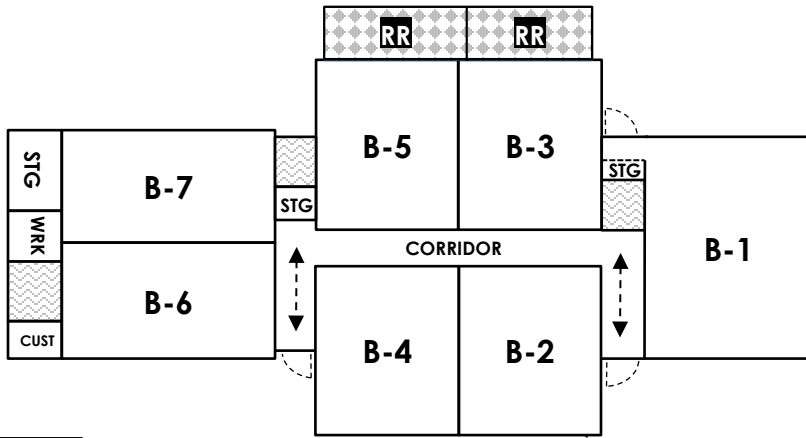 RR RR
B-5 B-3
STG
B-7
STG
STG
WRK
CORRIDOR
B-1
B-6
CUST
B-4 B-2